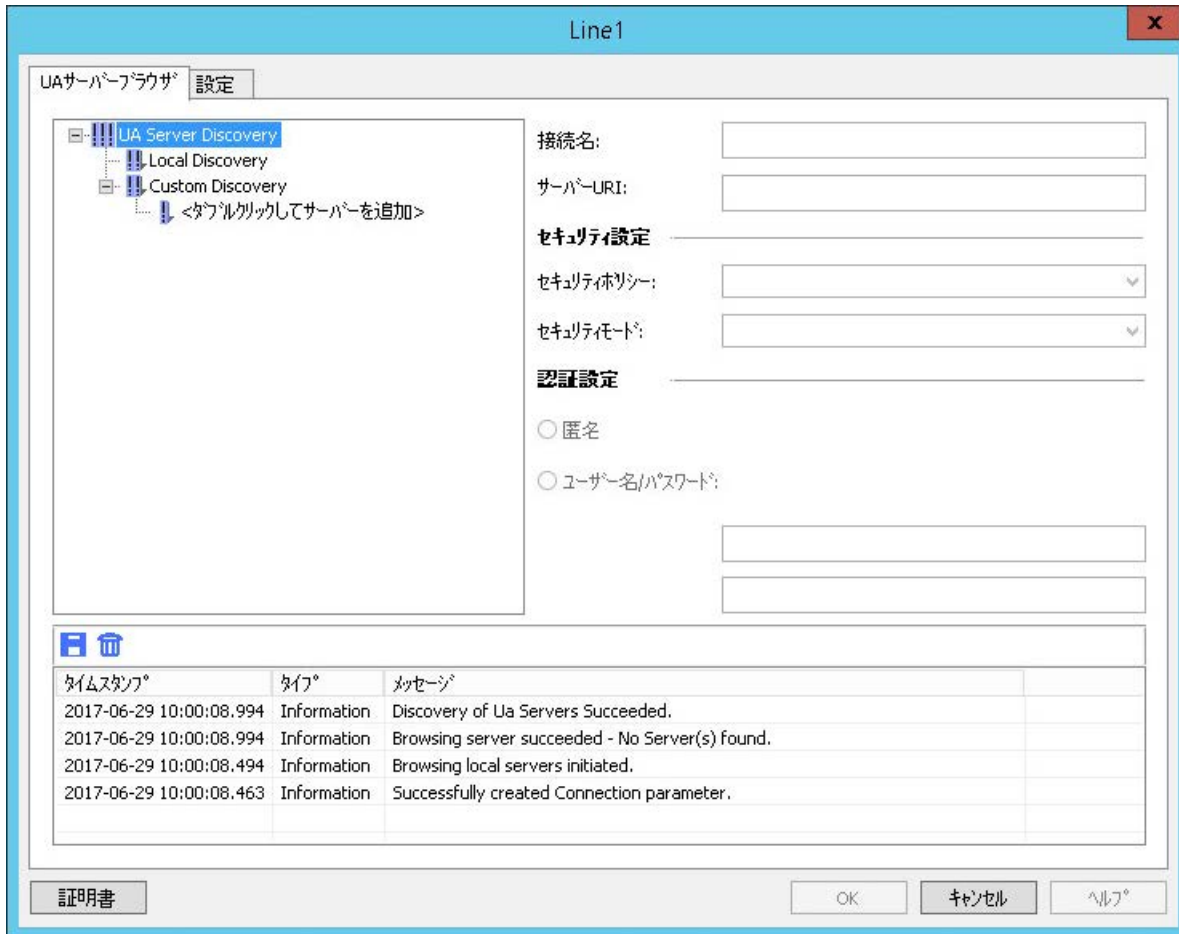 Line1
x
UAサーバーブラウザ 設定
UA Server Discovery
Local Discovery
Custom Discovery
<ダブルクリックしてサーバーを追加>
接続名:
サーバーURI:
セキュリティ設定
セキュリティポリシー:
セキュリティモード:
認証設定
匿名
ユーザー名/パスワード:
タイムスタンプ タイプ メッセージ
2017-06-29 10:00:08.994 Information Discovery of Ua Servers Succeeded.
2017-06-29 10:00:08.994 Information Browsing server succeeded - No Server(s) found.
2017-06-29 10:00:08.494 Information Browsing local servers initiated.
2017-06-29 10:00:08.463 Information Successfully created Connection parameter.
証明書 OK キャンセル ヘルプ